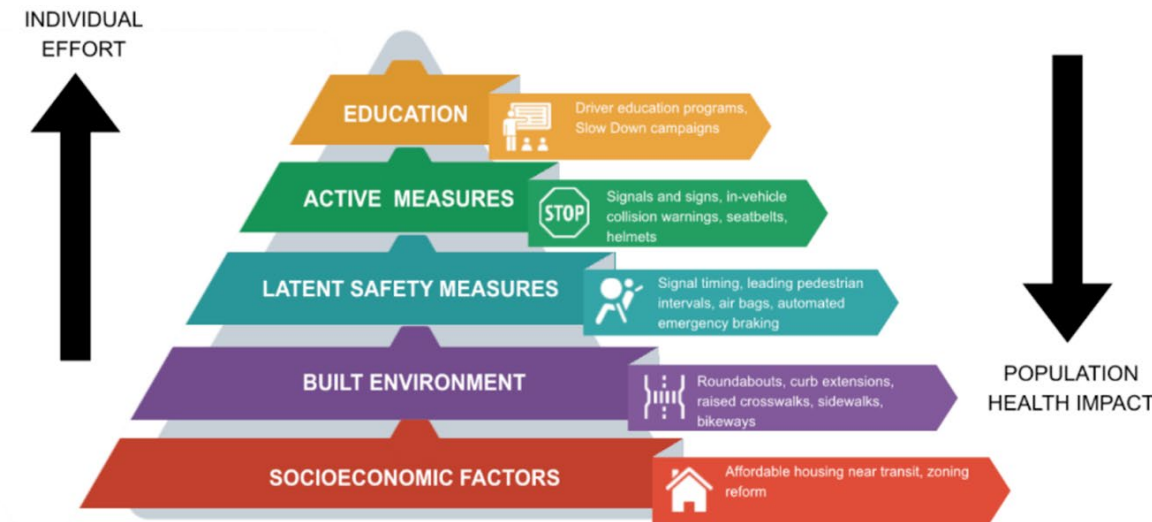 INDIVIDUAL
EFFORT
EDUCATION
Driver education programs,
Slow Down campaigns
ACTIVE MEASURES
STOP
Signals and signs, in-vehicle
collision warnings, seatbelts,
helmets
LATENT SAFETY MEASURES
Signal timing, leading pedestrian
intervals, air bags, automated
emergency braking
BUILT ENVIRONMENT
Roundabouts, curb extensions,
raised crosswalks, sidewalks,
bikeways
SOCIOECONOMIC FACTORS
Affordable housing near transit, zoning
reform
POPULATION
HEALTH IMPACT